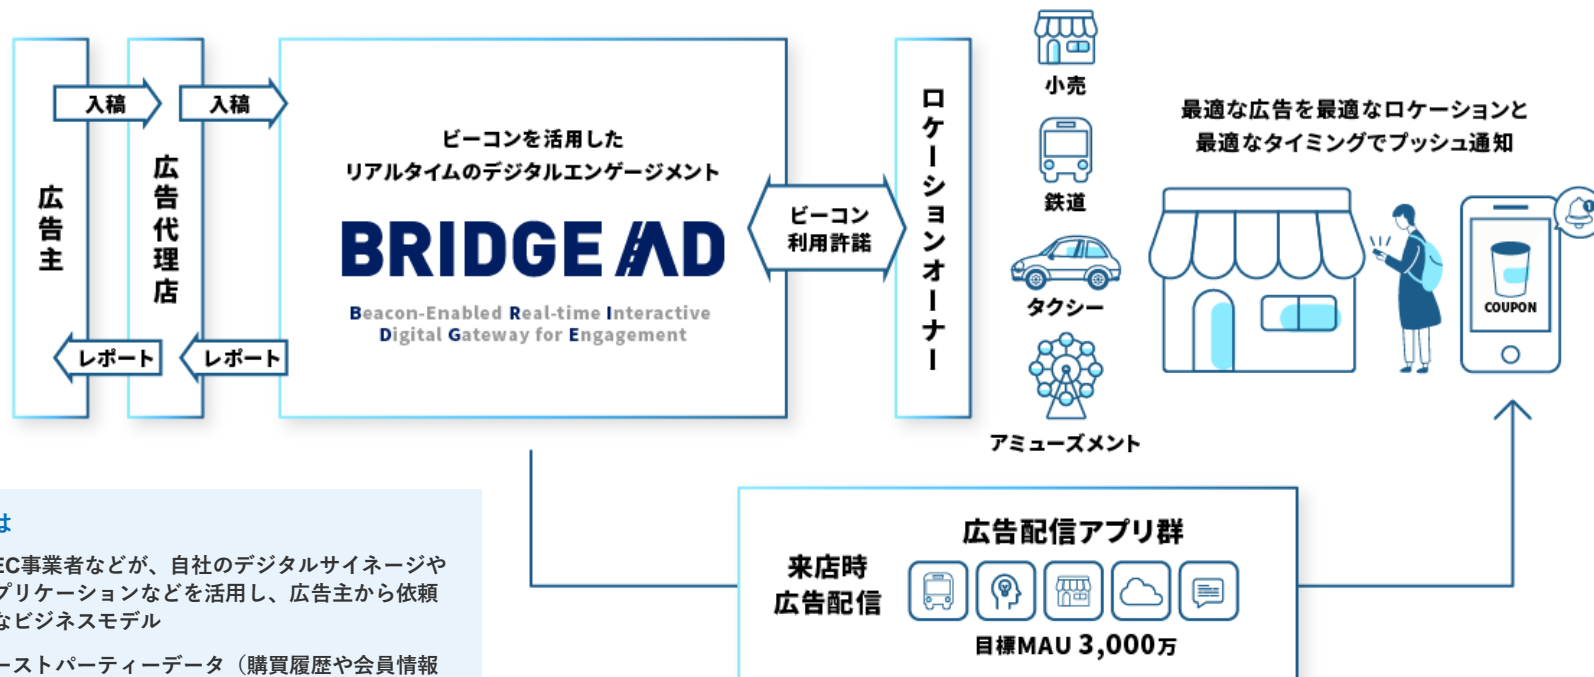 広告主
入稿
レポート
広告代理店
入稿
レポート
ビーコンを活用した
リアルタイムのデジタルエンゲージメント
BRIDGE AD
Beacon-Enabled Real-time Interactive
Digital Gateway for Engagement
ビーコン
利用許諾
ロケーションオーナー
小売
鉄道
タクシー
アミューズメント
最適な広告を最適なロケーションと
最適なタイミングでプッシュ通知
1
COUPON
来店時
広告配信
広告配信アプリ群
目標MAU 3,000万
は
EC事業者などが、自社のデジタルサイネージや
プリケーションなどを活用し、広告主から依頼
なビジネスモデル
ーストパーティーデータ（購買履歴や会員情報